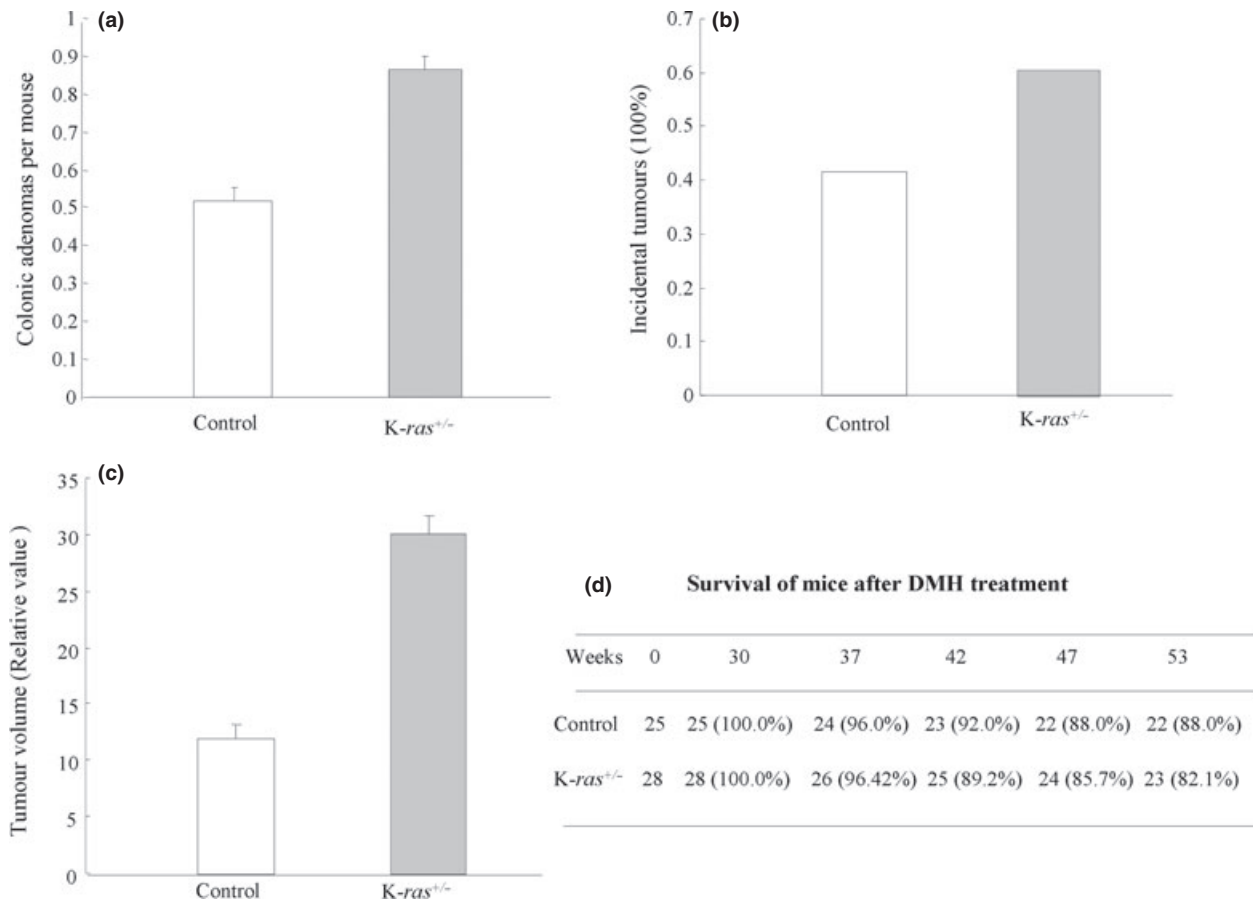 (a)
Colonic adenomas per mouse
1
0.9
0.8
0.7
0.6
0.5
0.4
0.3
0.2
0.1
0
Control
K-ras+/-
(b)
Incidental tumours (100%)
0.7
0.6
0.5
0.4
0.3
0.2
0.1
0
Control
K-ras+/-
(c)
Tumour volume (Relative value )
35
30
25
20
15
10
5
0
Control
K-ras+/-
(d)
Survival of mice after DMH treatment
Weeks 0 30 37 42 47 53
Control 25 25 (100.0%) 24 (96.0%) 23 (92.0%) 22 (88.0%) 22 (88.0%)
K-ras+/- 28 28 (100.0%) 26 (96.42%) 25 (89.2%) 24 (85.7%) 23 (82.1%)